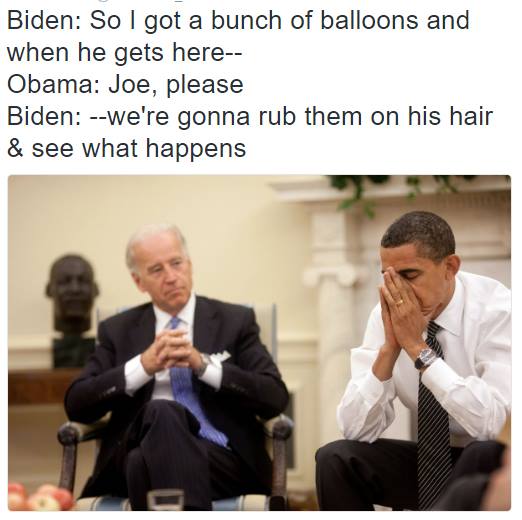 Biden: So I got a bunch of balloons and
when he gets here--
Obama: Joe, please
Biden: --we're gonna rub them on his hair
& see what happens